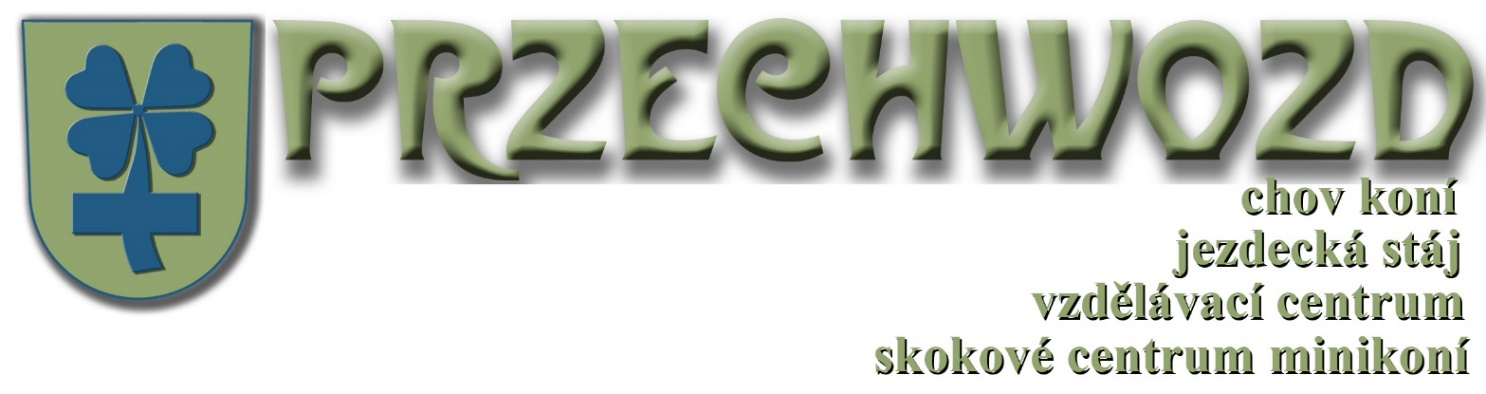 PRZECHWOZD
chov koní
jezdecká stáj
vzdělávací centrum
skokové centrum minikoní